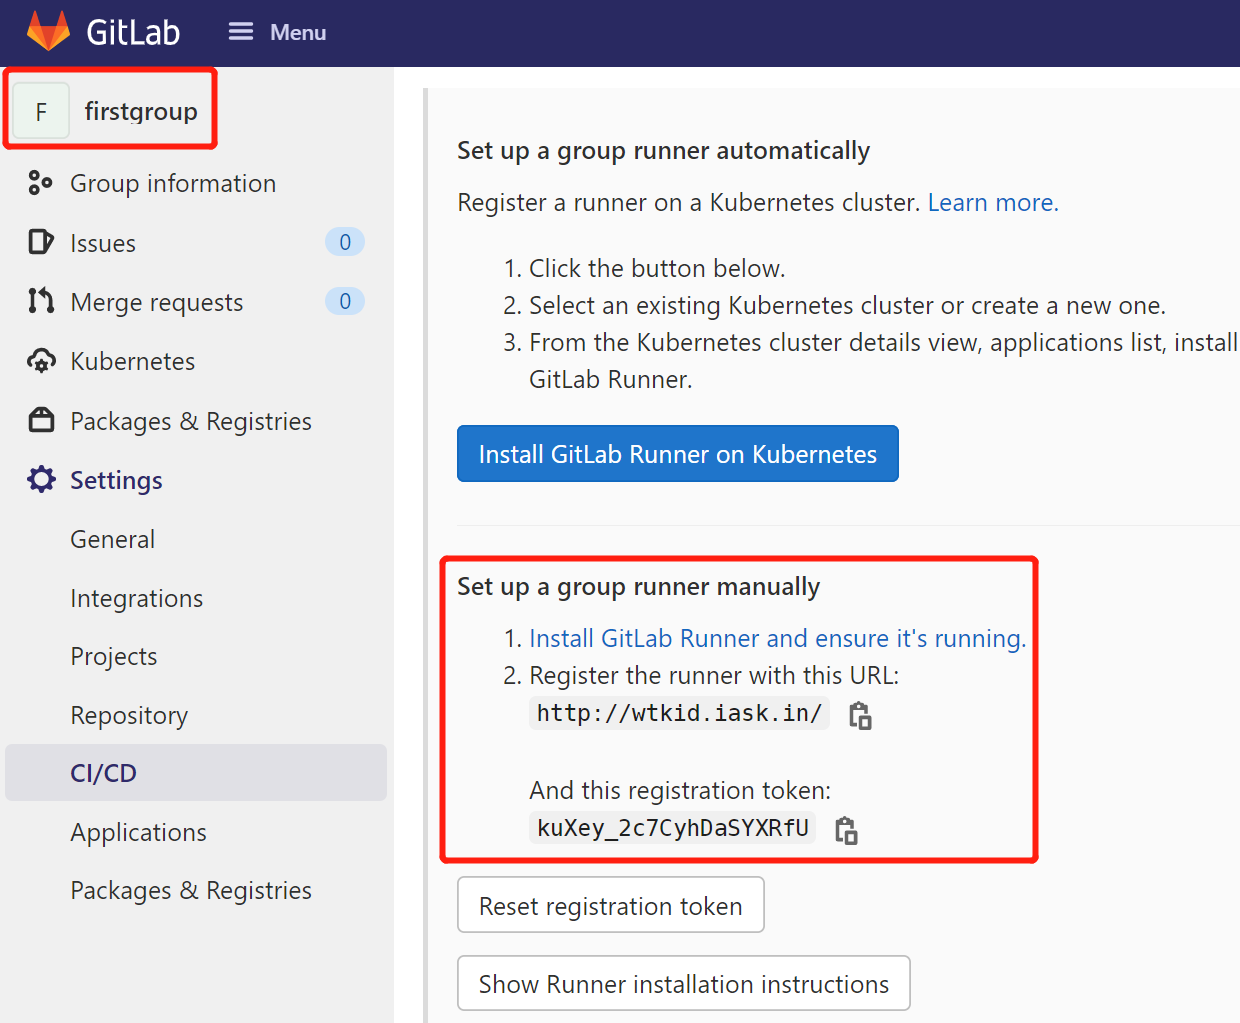 GitLab Menu
F firstgroup
Group information
Issues 0
Merge requests 0
Kubernetes
Packages & Registries
Settings
General
Integrations
Projects
Repository
CI/CD
Applications
Packages & Registries
Set up a group runner automatically
Register a runner on a Kubernetes cluster. Learn more.
1. Click the button below.
2. Select an existing Kubernetes cluster or create a new one.
3. From the Kubernetes cluster details view, applications list, install
GitLab Runner.
Install GitLab Runner on Kubernetes
Set up a group runner manually
1. Install GitLab Runner and ensure it's running.
2. Register the runner with this URL:
http://wtkid.iask.in/
And this registration token:
kuXey_2c7CyhDaSYXRfU
Reset registration token
Show Runner installation instructions